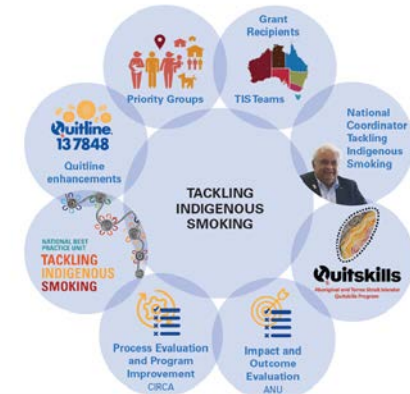 Grant
Recipients
TIS Teams
Priority Groups
National
Coordinator
Tackling
Indigenous
Smoking
Quitline
13 7848
Quitline
enhancements
TACKLING
INDIGENOUS
SMOKING
NATIONAL BEST
PRACTICE UNIT
TACKLING
INDIGENOUS
SMOKING
Quitskills
Aboriginal and Torres Strait Islander
Quitskills Program
Process Evaluation
and Program
Improvement
CIRCA
Impact and
Outcome
Evaluation
ANU